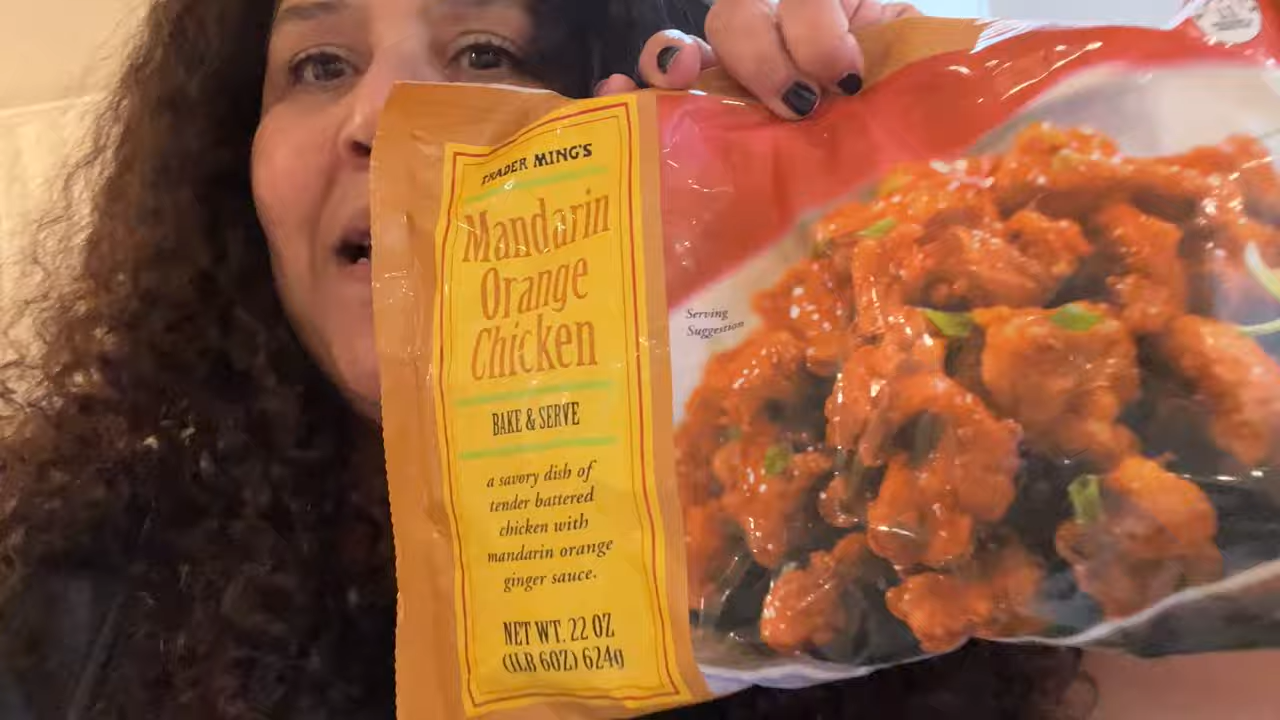 TRADER MING'S
Mandarin
Orange
Chicken
BAKE & SERVE
a savory dish of
tender battered
chicken with
mandarin orange
ginger sauce.
NET WT. 22 OZ
(1LB 6OZ) 624g
Serving
Suggestion